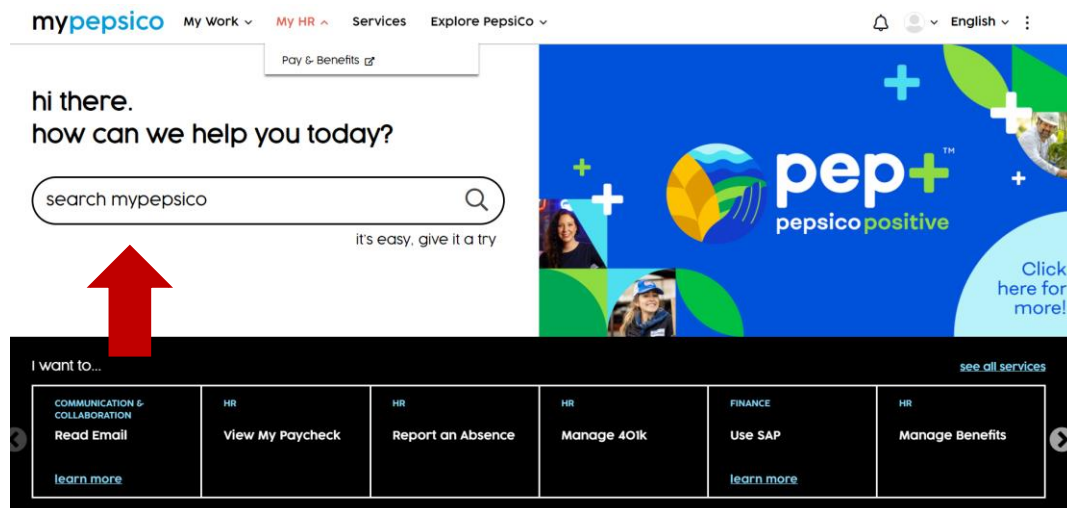 mypepsico My Work My HR Services Explore PepsiCo English
Pay & Benefits
hi there.
how can we help you today?
search mypepsico
it's easy, give it a try
pep+™
pepsico positive
Click
here for
more!
I want to...
see all services
COMMUNICATION &
COLLABORATION
Read Email
learn more
HR
View My Paycheck
HR
Report an Absence
HR
Manage 401k
FINANCE
Use SAP
learn more
HR
Manage Benefits